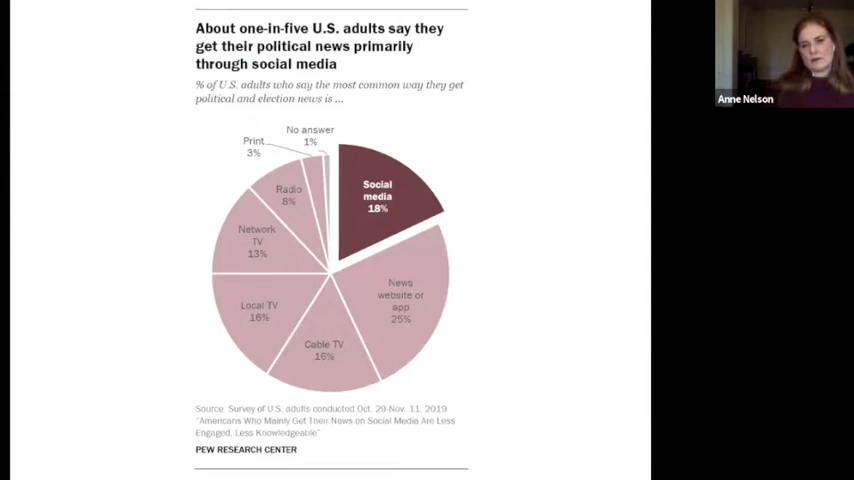 About one-in-five U.S. adults say they
get their political news primarily
through social media
% of U.S. adults who say the most common way they get
political and election news is ...
No answer
1%
Print
3%
Social
media
18%
Radio
8%
Network
TV
13%
News
website or
app
25%
Local TV
16%
Cable TV
16%
Source: Survey of U.S. adults conducted Oct. 29-Nov. 11, 2019.
"Americans Who Mainly Get Their News on Social Media Are Less
Engaged, Less Knowledgeable"
PEW RESEARCH CENTER
Anne Nelson